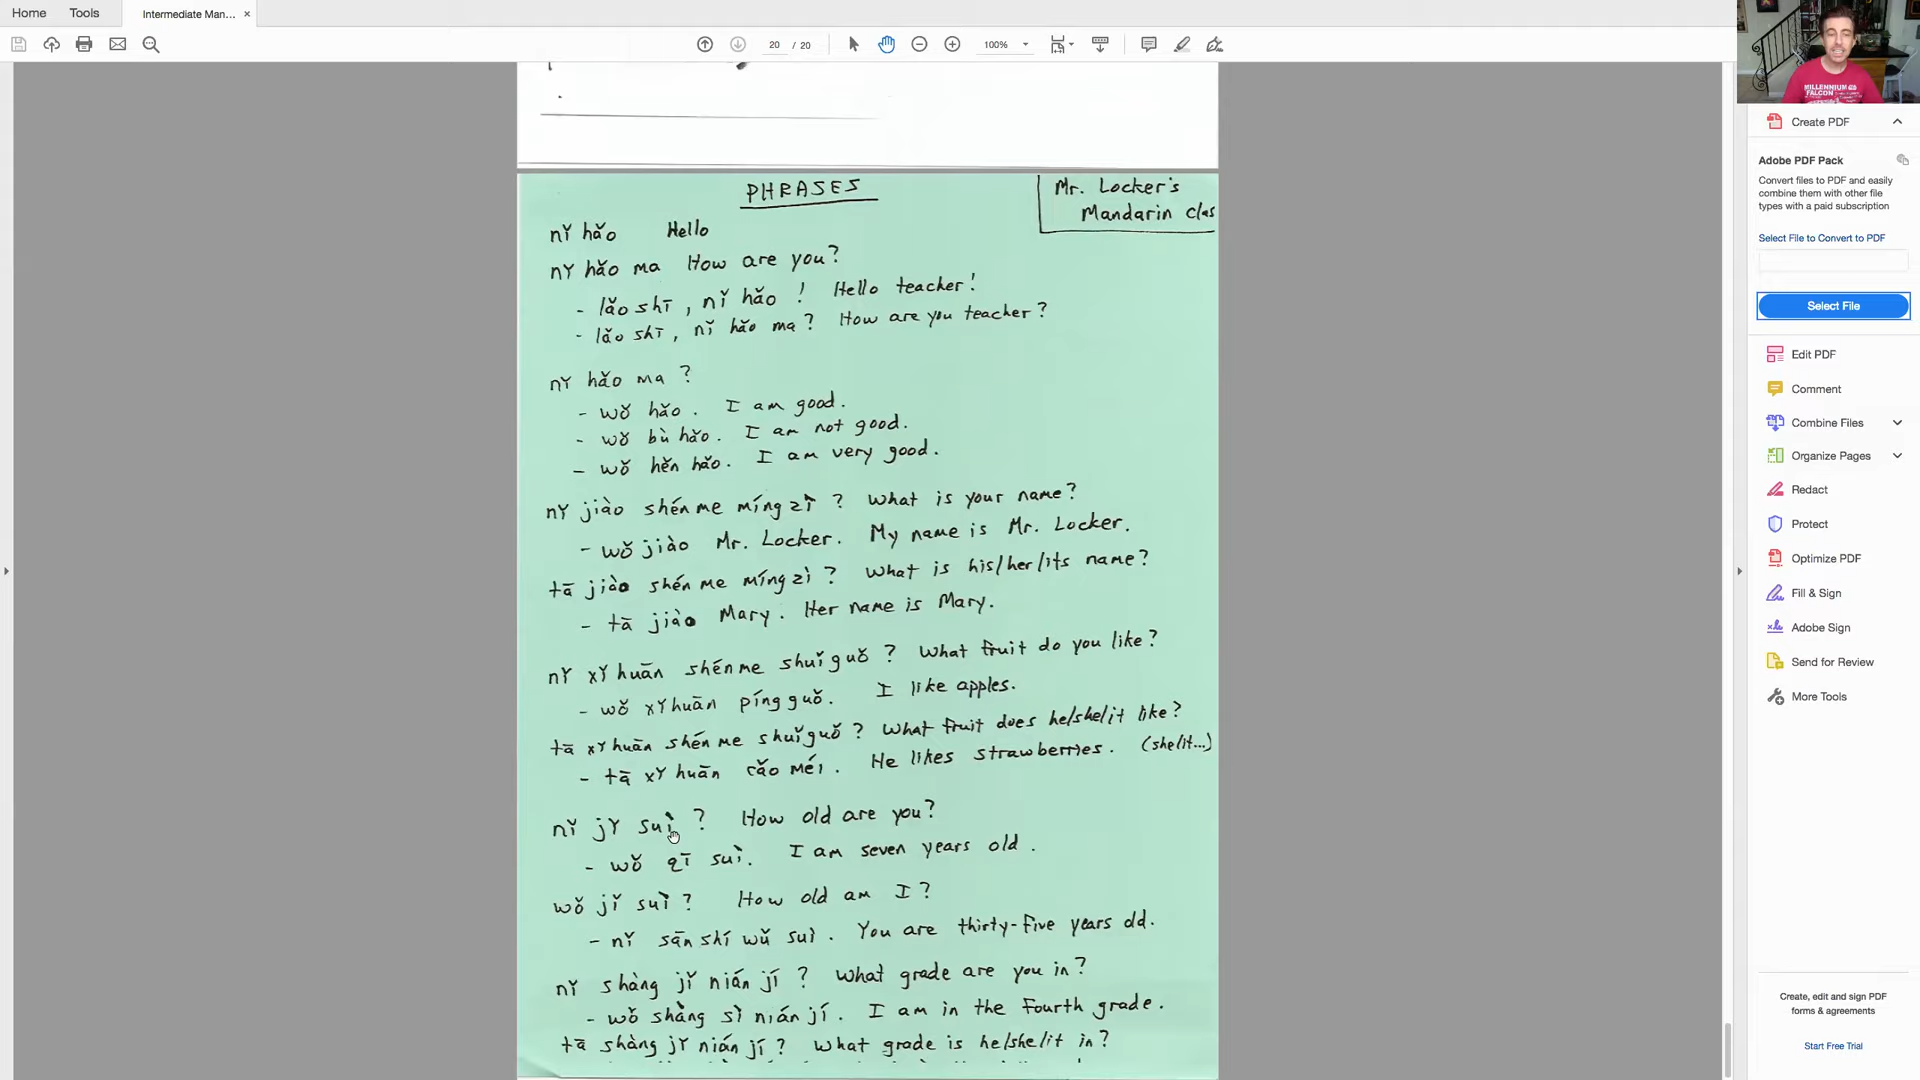 Home
Tools
Intermediate Man... ×
20 / 20
100%
MILLENNIUM
FALCON
PHRASES
Mr. Locker's
Mandarin clas
nǐ hǎo Hello
nǐ hǎo ma How are you?
- lǎo shī, nǐ hǎo! Hello teacher!
- lǎo shī, nǐ hǎo ma? How are you teacher?
nǐ hǎo ma?
- wǒ hǎo. I am good.
- wǒ bù hǎo. I am not good.
- wǒ hěn hǎo. I am very good.
nǐ jiào shénme míng zì? What is your name?
- wǒ jiào Mr. Locker. My name is Mr. Locker.
tā jiào shén me míng zì? What is his/her/its name?
- tā jiào Mary. Her name is Mary.
nǐ xǐ huān shénme shuǐ guǒ? What fruit do you like?
- wǒ xǐ huān píng guǒ. I like apples.
tā xǐ huān shén me shuǐ guǒ? What fruit does he/she/it like?
- tā xǐ huān cǎo méi. He likes strawberries. (she/it...)
nǐ jǐ suì? How old are you?
- wǒ qī suì. I am seven years old.
wǒ jǐ suì? How old am I?
- nǐ sān shí wǔ suì. You are thirty-five years old.
nǐ shàng jǐ nián jí? What grade are you in?
- wǒ shàng sì nián jí. I am in the fourth grade.
tā shàng jǐ nián jí? What grade is he/she/it in?
Create PDF
Adobe PDF Pack
Convert files to PDF and easily
combine them with other file
types with a paid subscription
Select File to Convert to PDF
Select File
Edit PDF
Comment
Combine Files
Organize Pages
Redact
Protect
Optimize PDF
Fill & Sign
Adobe Sign
Send for Review
More Tools
Create, edit and sign PDF
forms & agreements
Start Free Trial